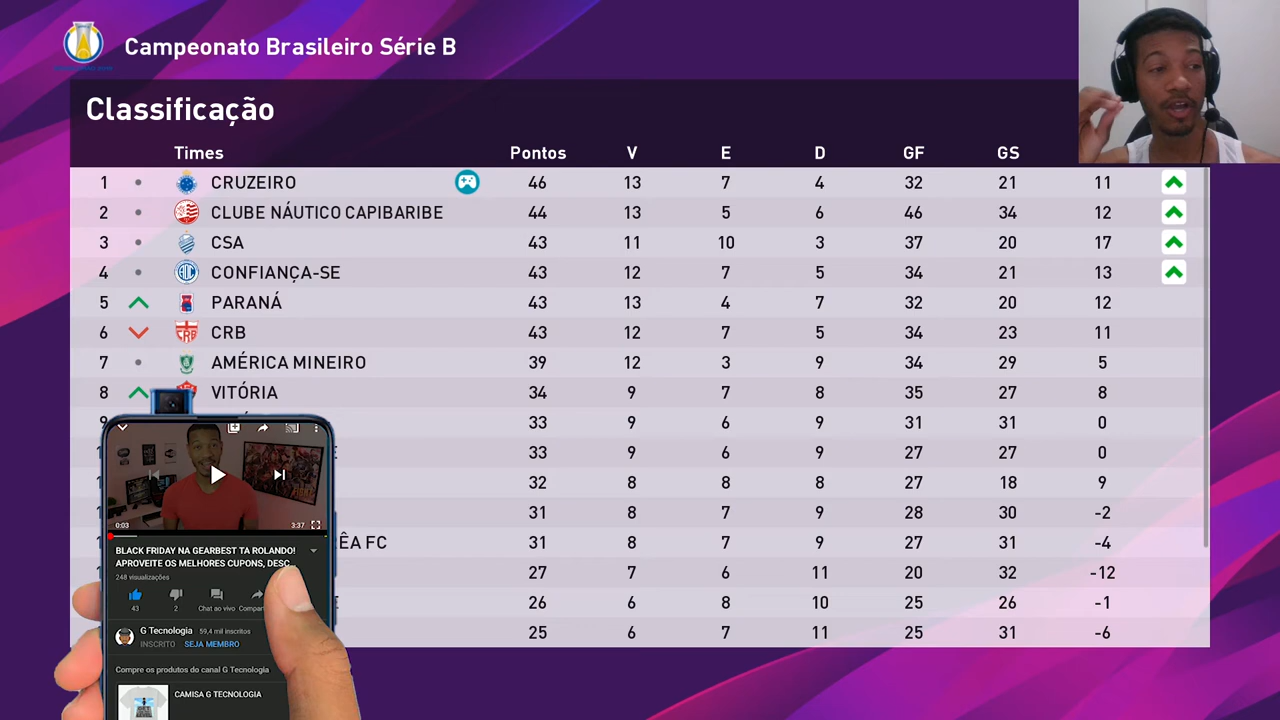 Campeonato Brasileiro Série B
Classificação
Times Pontos V E D GF GS
1 CRUZEIRO 46 13 7 4 32 21 11
2 CLUBE NÁUTICO CAPIBARIBE 44 13 5 6 46 34 12
3 CSA 43 11 10 3 37 20 17
4 CONFIANÇA-SE 43 12 7 5 34 21 13
5 PARANÁ 43 13 4 7 32 20 12
6 CRB 43 12 7 5 34 23 11
7 AMÉRICA MINEIRO 39 12 3 9 34 29 5
8 VITÓRIA 34 9 7 8 35 27 8
33 9 6 9 31 31 0
33 9 6 9 27 27 0
32 8 8 8 27 18 9
31 8 7 9 28 30 -2
ÊA FC 31 8 7 9 27 31 -4
27 7 6 11 20 32 -12
26 6 8 10 25 26 -1
25 6 7 11 25 31 -6
0:03 3:37
BLACK FRIDAY NA GEARBEST TA ROLANDO!
APROVEITE OS MELHORES CUPONS, DESC...
248 visualizações
43 2 Chat ao vivo Compar
G Tecnologia 59,4 mil inscritos
INSCRITO SEJA MEMBRO
Compre os produtos do canal G Tecnologia
CAMISA G TECNOLOGIA